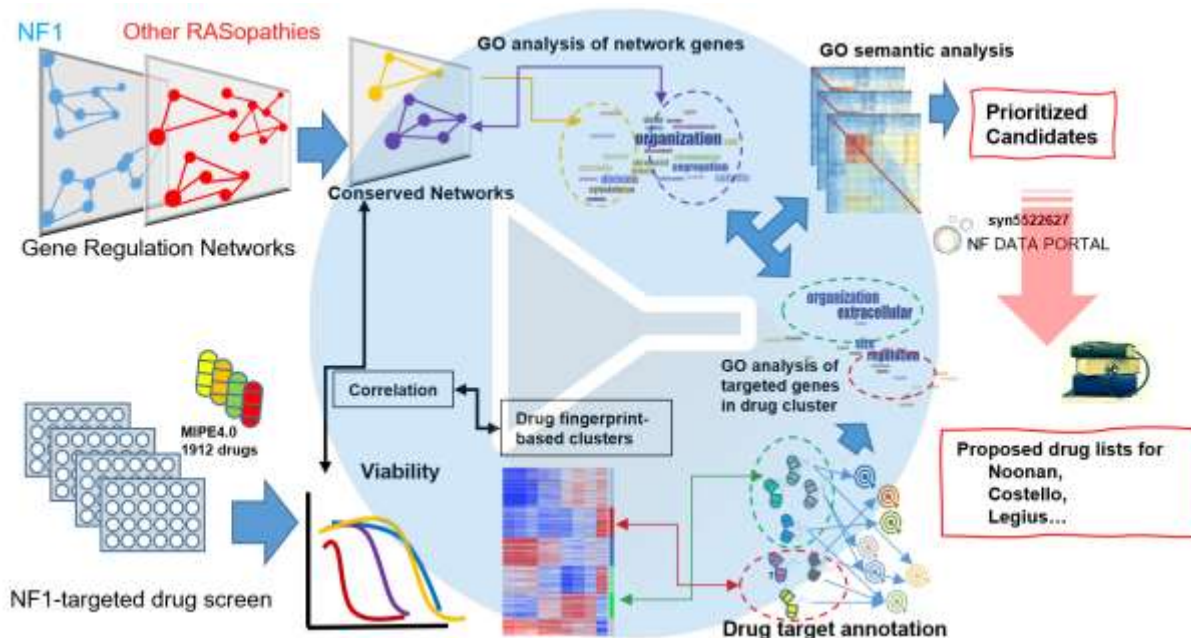 NF1
Other RASopathies
GO analysis of network genes
GO semantic analysis
Prioritized
Candidates
organization
segregation
Conserved Networks
Gene Regulation Networks
syn5522627
NF DATA PORTAL
organization
extracellular
size
regulation
GO analysis of
targeted genes
in drug cluster
Correlation
Drug fingerprint-
based clusters
MIPE4.0
1912 drugs
Viability
Proposed drug lists for
Noonan,
Costello,
Legius...
NF1-targeted drug screen
Drug target annotation